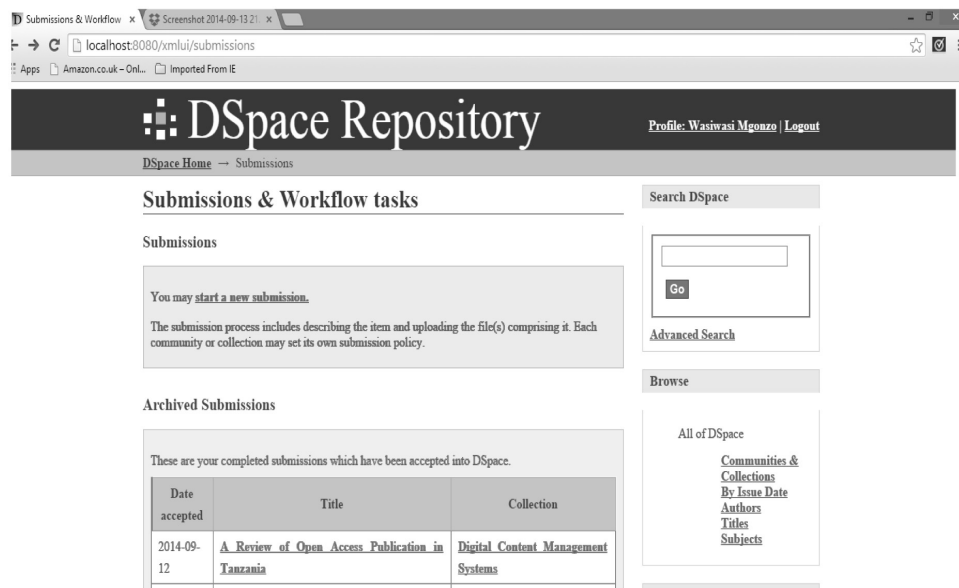 Submissions & Workflow
Screenshot 2014-09-13 21.
localhost:8080/xmlui/submissions
Apps
Amazon.co.uk – Onl...
Imported From IE
DSpace Repository
Profile: Wasiwasi Mgonzo | Logout
DSpace Home → Submissions
Submissions & Workflow tasks
Submissions
You may start a new submission.
The submission process includes describing the item and uploading the file(s) comprising it. Each
community or collection may set its own submission policy.
Archived Submissions
These are your completed submissions which have been accepted into DSpace.
Date
accepted
Title
Collection
2014-09-
12
A Review of Open Access Publication in
Tanzania
Digital Content Management
Systems
Search DSpace
Go
Advanced Search
Browse
All of DSpace
Communities &
Collections
By Issue Date
Authors
Titles
Subjects